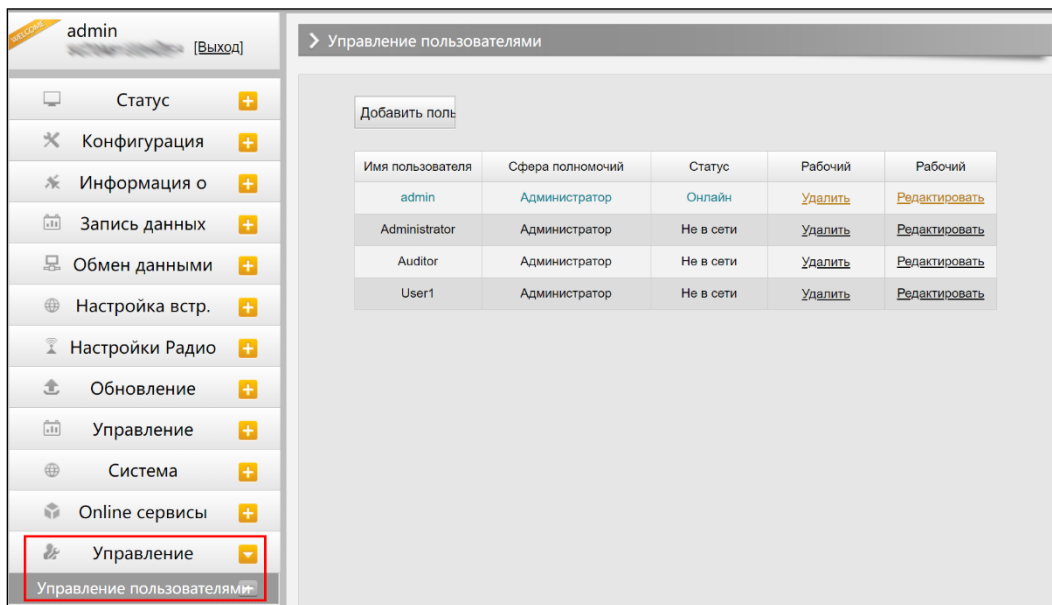 WELCOME
admin
[Выход]
Статус
Конфигурация
Информация о
Запись данных
Обмен данными
Настройка встр.
Настройки Радио
Обновление
Управление
Система
Online сервисы
Управление
Управление пользователями
Управление пользователями
Добавить поль
Имя пользователя Сфера полномочий Статус Рабочий Рабочий
admin Администратор Онлайн Удалить Редактировать
Administrator Администратор Не в сети Удалить Редактировать
Auditor Администратор Не в сети Удалить Редактировать
User1 Администратор Не в сети Удалить Редактировать